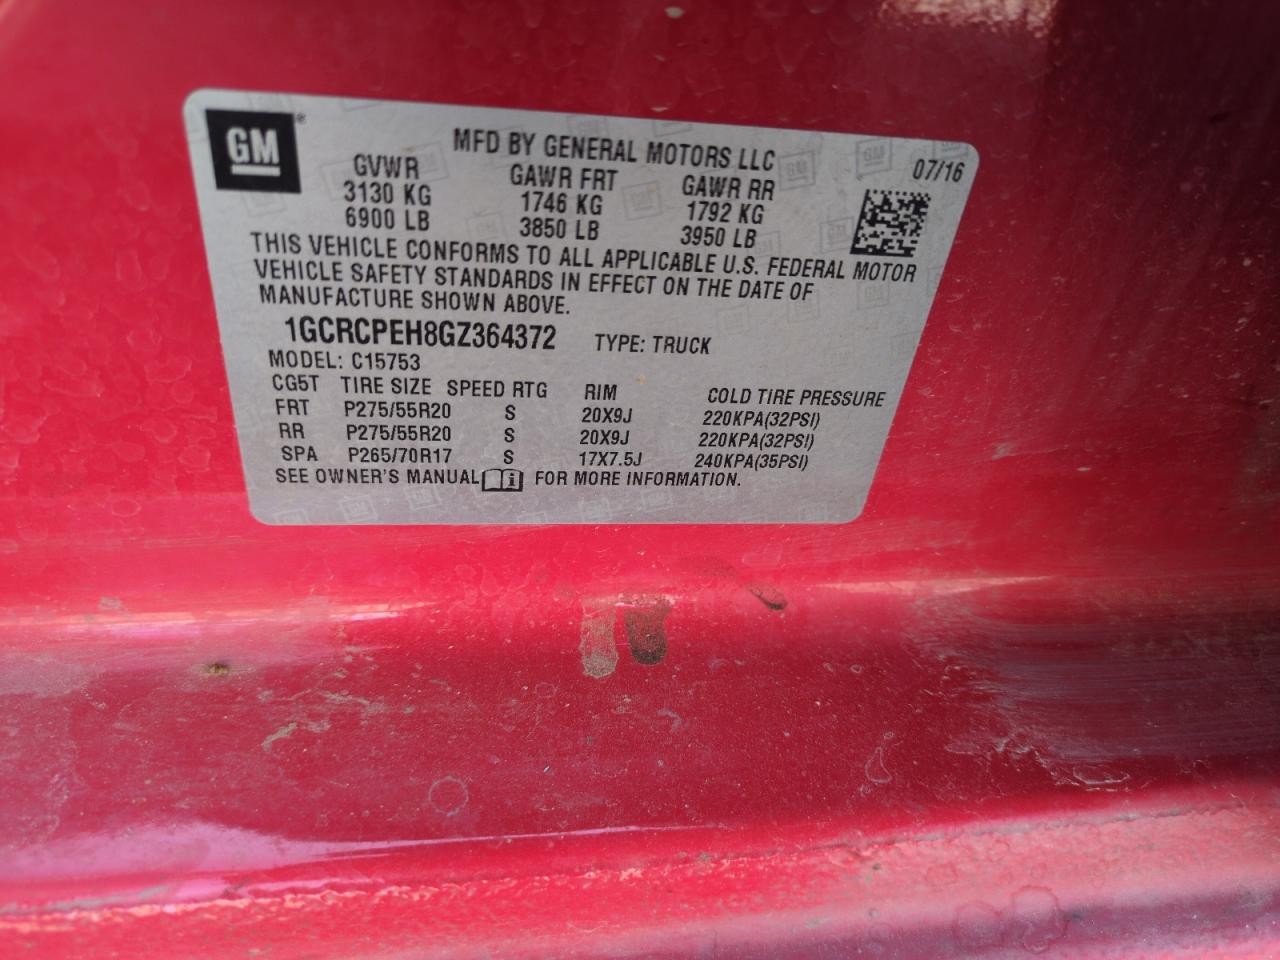 GM®
MFD BY GENERAL MOTORS LLC
07/16
GVWR GAWR FRT GAWR RR
3130 KG 1746 KG 1792 KG
6900 LB 3850 LB 3950 LB
THIS VEHICLE CONFORMS TO ALL APPLICABLE U.S. FEDERAL MOTOR
VEHICLE SAFETY STANDARDS IN EFFECT ON THE DATE OF
MANUFACTURE SHOWN ABOVE.
1GCRCPEH8GZ364372 TYPE: TRUCK
MODEL: C15753
CG5T TIRE SIZE SPEED RTG RIM COLD TIRE PRESSURE
FRT P275/55R20 S 20X9J 220KPA(32PSI)
RR P275/55R20 S 20X9J 220KPA(32PSI)
SPA P265/70R17 S 17X7.5J 240KPA(35PSI)
SEE OWNER'S MANUAL i FOR MORE INFORMATION.